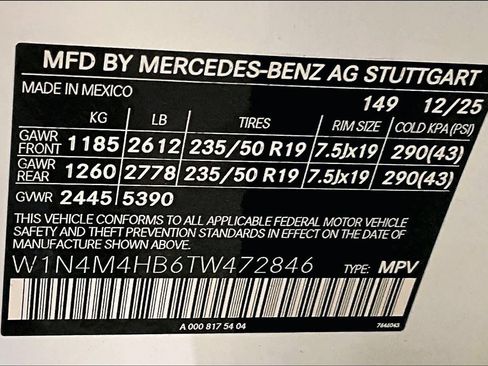 MFD BY MERCEDES-BENZ AG STUTTGART
MADE IN MEXICO 149 12/25
KG LB TIRES RIM SIZE COLD KPA(PSI)
GAWR FRONT 1185 2612 235/50 R19 7.5Jx19 290(43)
GAWR REAR 1260 2778 235/50 R19 7.5Jx19 290(43)
GVWR 2445 5390
THIS VEHICLE CONFORMS TO ALL APPLICABLE FEDERAL MOTOR VEHICLE
SAFETY AND THEFT PREVENTION STANDARDS IN EFFECT ON THE DATE OF
MANUFACTURE SHOWN ABOVE.
W1N4M4HB6TW472846 TYPE: MPV
A 000 817 54 04 7646043